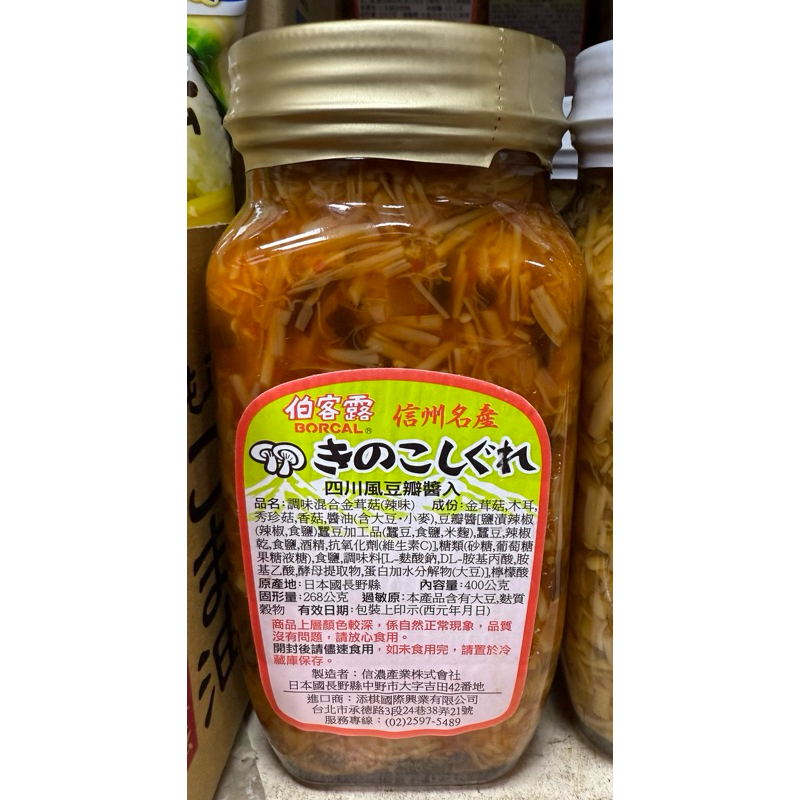 伯客露 信州名産
BORCAL®
きのこしぐれ
四川風豆瓣醬入
品名:調味混合金茸菇(辣味) 成份:金茸菇,木耳,
秀珍菇,香菇,醬油(含大豆·小麥),豆瓣醬[鹽漬辣椒
(辣椒,食鹽)蠶豆加工品(蠶豆,食鹽,米麴),蠶豆,辣椒
乾,食鹽,酒精,抗氧化劑(維生素C)],糖類(砂糖,葡萄糖
果糖液糖),食鹽,調味料[L-麩酸鈉,DL-胺基丙酸,胺
基乙酸,酵母提取物,蛋白加水分解物(大豆)],檸檬酸
原產地:日本國長野縣 內容量:400公克
固形量:268公克 過敏原:本產品含有大豆,麩質
穀物 有效日期:包裝上印示(西元年月日)
商品上層顏色較深，係自然正常現象，品質
沒有問題，請放心食用。
開封後請儘速食用，如未食用完，請置於冷
藏庫保存。
製造者：信濃產業株式會社
日本國長野縣中野市大字吉田42番地
進口商：添棋國際興業有限公司
台北市承德路3段24巷38弄21號
服務專線：(02)2597-5489